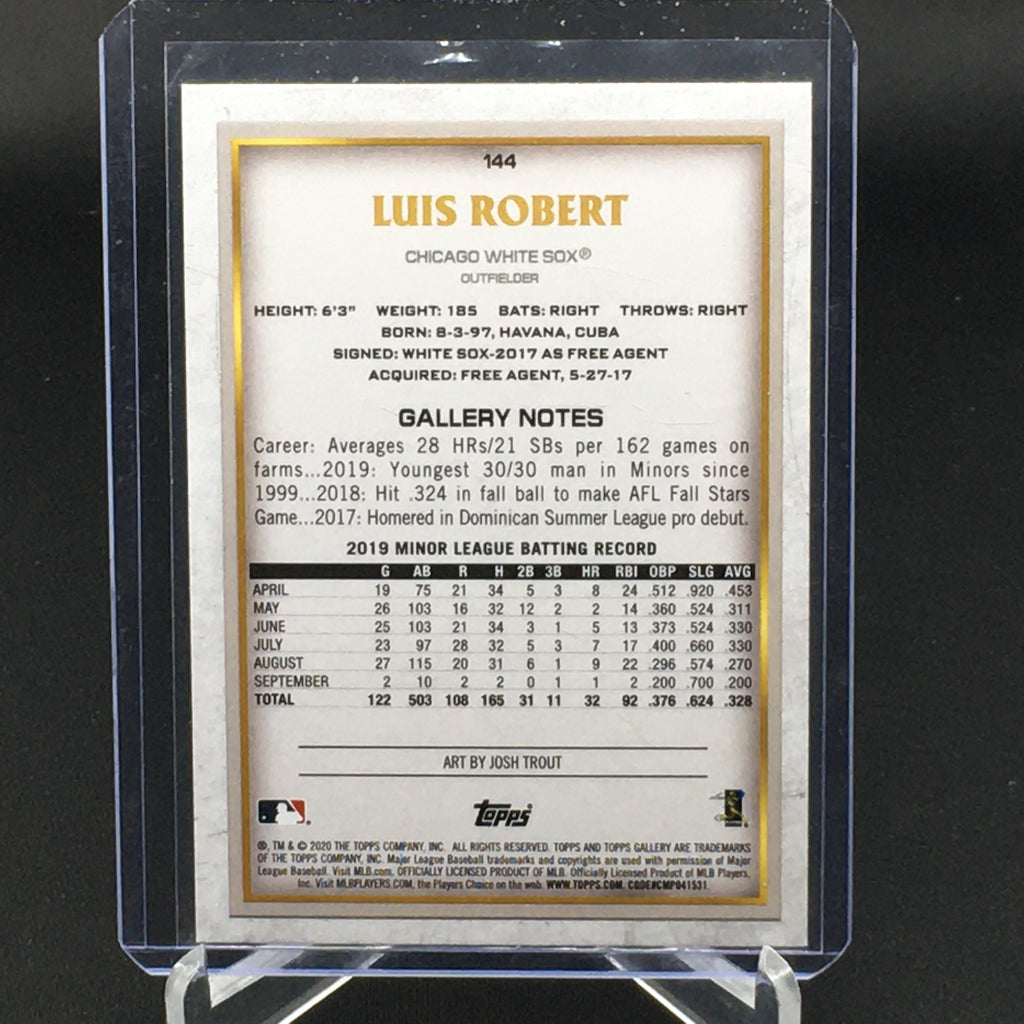 144
LUIS ROBERT
CHICAGO WHITE SOX®
OUTFIELDER
HEIGHT: 6'3" WEIGHT: 185 BATS: RIGHT THROWS: RIGHT
BORN: 8-3-97, HAVANA, CUBA
SIGNED: WHITE SOX-2017 AS FREE AGENT
ACQUIRED: FREE AGENT, 5-27-17
GALLERY NOTES
Career: Averages 28 HRs/21 SBs per 162 games on
farms...2019: Youngest 30/30 man in Minors since
1999...2018: Hit .324 in fall ball to make AFL Fall Stars
Game...2017: Homered in Dominican Summer League pro debut.
2019 MINOR LEAGUE BATTING RECORD
G AB R H 2B 3B HR RBI OBP SLG AVG
APRIL 19 75 21 34 5 3 8 24 .512 .920 .453
MAY 26 103 16 32 12 2 2 14 .360 .524 .311
JUNE 25 103 21 34 3 1 5 13 .373 .524 .330
JULY 23 97 28 32 5 3 7 17 .400 .660 .330
AUGUST 27 115 20 31 6 1 9 22 .296 .574 .270
SEPTEMBER 2 10 2 2 0 1 1 2 .200 .700 .200
TOTAL 122 503 108 165 31 11 32 92 .376 .624 .328
ART BY JOSH TROUT
Topps
®, TM & © 2020 THE TOPPS COMPANY, INC. ALL RIGHTS RESERVED. TOPPS AND TOPPS GALLERY ARE TRADEMARKS
OF THE TOPPS COMPANY, INC. Major League Baseball trademarks and copyrights are used with permission of Major
League Baseball. Visit MLB.com. OFFICIALLY LICENSED PRODUCT OF MLB. Officially Licensed Product of MLB Players,
Inc. Visit MLBPLAYERS.COM, the Players Choice on the web. WWW.TOPPS.COM. CODE#CMP041531